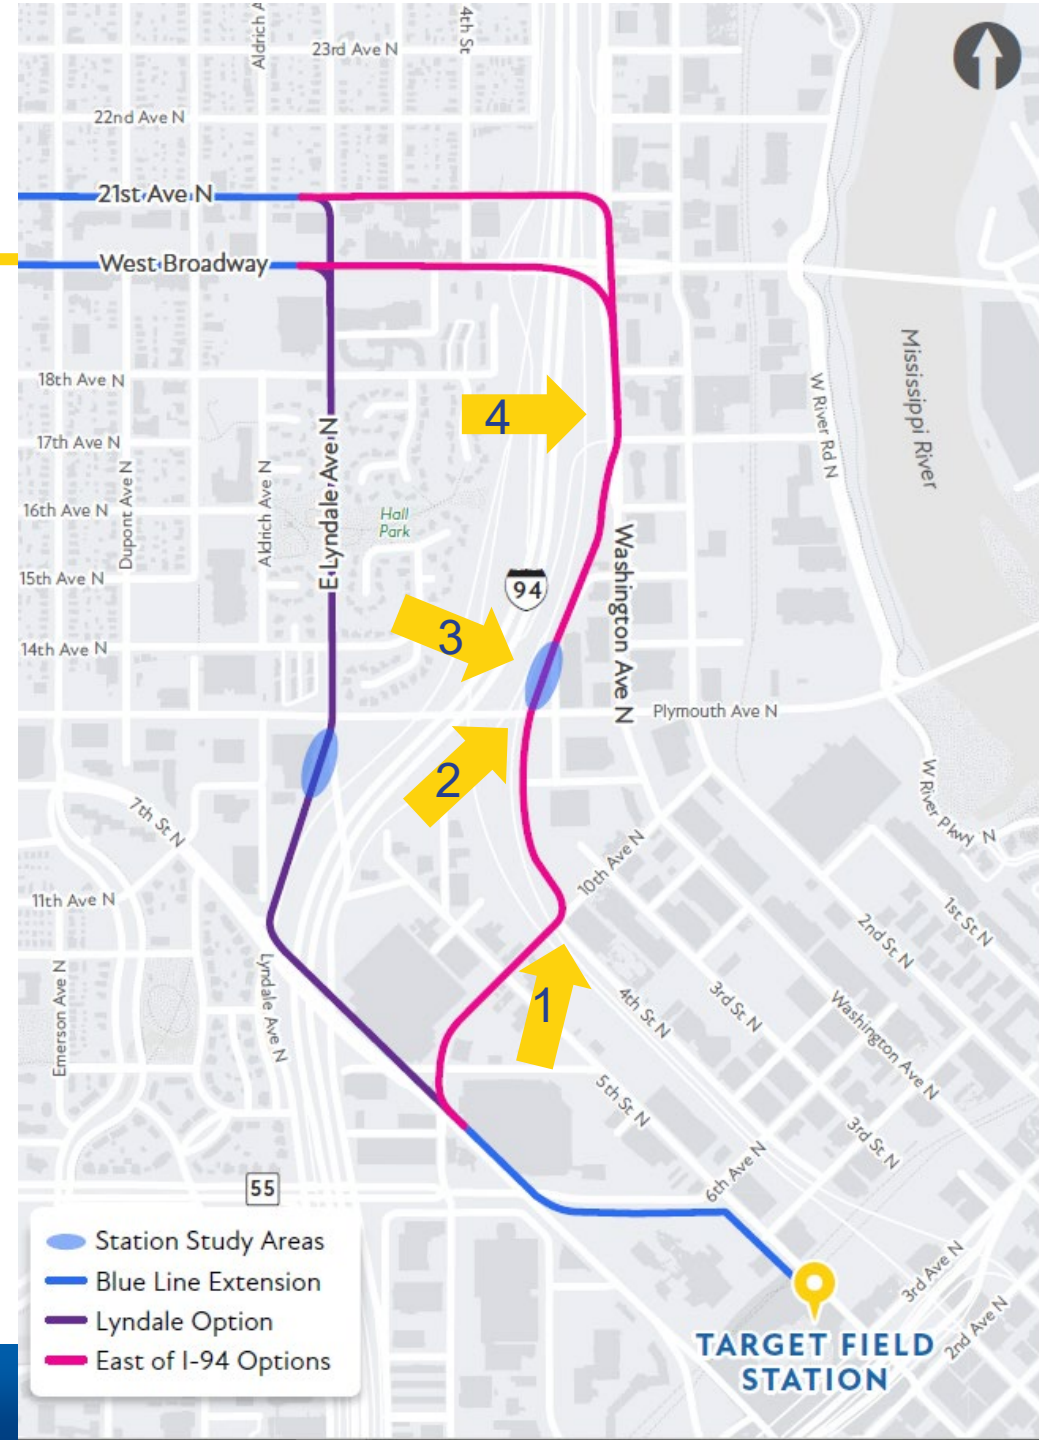 Aldrich A
4th St
23rd Ave N
22nd Ave N
21st Ave N
West Broadway
18th Ave N
17th Ave N
16th Ave N
15th Ave N
14th Ave N
Dupont Ave N
Aldrich Ave N
E Lyndale Ave N
Hall
Park
4
3
2
1
94
Washington Ave N
W River Rd N
Mississippi River
Plymouth Ave N
W River Pkwy N
7th St N
11th Ave N
10th Ave N
Emerson Ave N
Lyndale Ave N
1st St N
2nd St N
3rd St N
4th St N
Washington Ave N
5th St N
3rd St N
6th Ave N
55
3rd Ave N
2nd Ave N
Station Study Areas
Blue Line Extension
Lyndale Option
East of I-94 Options
TARGET FIELD
STATION